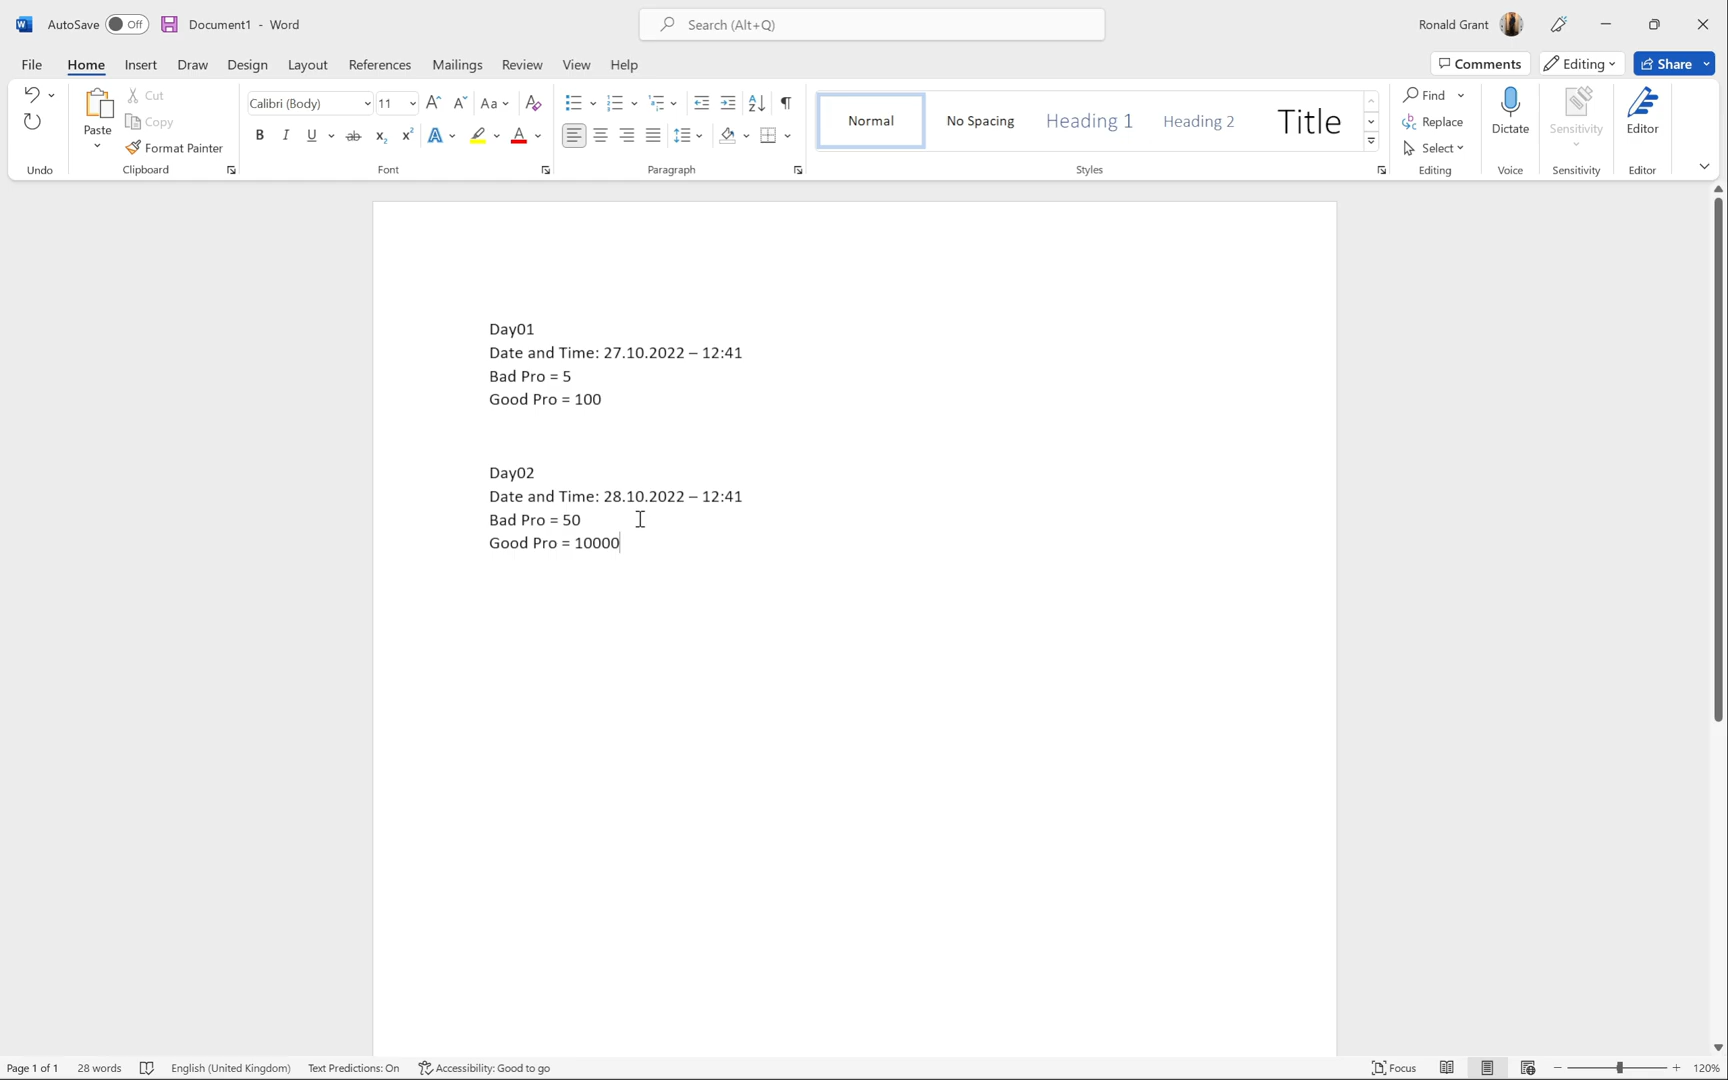 AutoSave Off Document1 - Word Search (Alt+Q) Ronald Grant
File Home Insert Draw Design Layout References Mailings Review View Help Comments Editing Share
Calibri (Body) 11 Aa
Cut
Copy
Format Painter
Paste
B I U ab x₂ x² A A
Normal No Spacing Heading 1 Heading 2 Title
Find
Replace
Select
Dictate Sensitivity Editor
Undo Clipboard Font Paragraph Styles Editing Voice Sensitivity Editor
Day01
Date and Time: 27.10.2022 – 12:41
Bad Pro = 5
Good Pro = 100
Day02
Date and Time: 28.10.2022 – 12:41
Bad Pro = 50
Good Pro = 10000
Page 1 of 1 28 words English (United Kingdom) Text Predictions: On Accessibility: Good to go Focus 120%